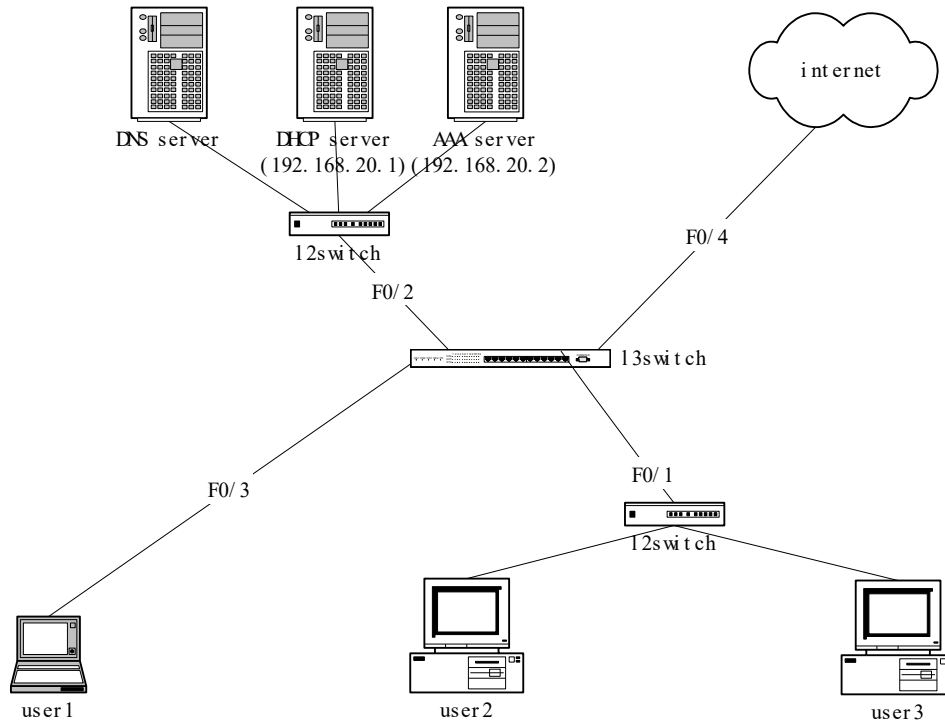 internet
DNS server
DHCP server
AAA server
(192.168.20.1)
(192.168.20.2)
l2switch
F0/4
F0/2
l3switch
F0/3
F0/1
l2switch
user1
user2
user3